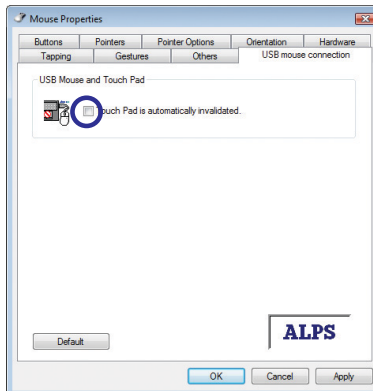 Mouse Properties
Buttons Pointers Pointer Options Orientation Hardware
Tapping Gestures Others USB mouse connection
USB Mouse and Touch Pad
Touch Pad is automatically invalidated.
ALPS
Default
OK Cancel Apply